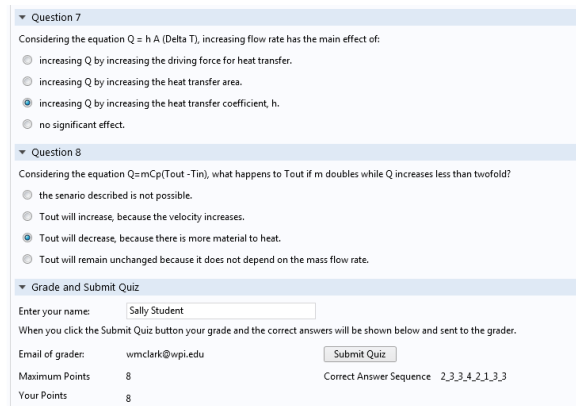 Question 7
Considering the equation Q = h A (Delta T), increasing flow rate has the main effect of:
increasing Q by increasing the driving force for heat transfer.
increasing Q by increasing the heat transfer area.
increasing Q by increasing the heat transfer coefficient, h.
no significant effect.
Question 8
Considering the equation Q=mCp(Tout -Tin), what happens to Tout if m doubles while Q increases less than twofold?
the senario described is not possible.
Tout will increase, because the velocity increases.
Tout will decrease, because there is more material to heat.
Tout will remain unchanged because it does not depend on the mass flow rate.
Grade and Submit Quiz
Enter your name: Sally Student
When you click the Submit Quiz button your grade and the correct answers will be shown below and sent to the grader.
Email of grader: wmclark@wpi.edu Submit Quiz
Maximum Points 8 Correct Answer Sequence 2_3_3_4_2_1_3_3
Your Points 8